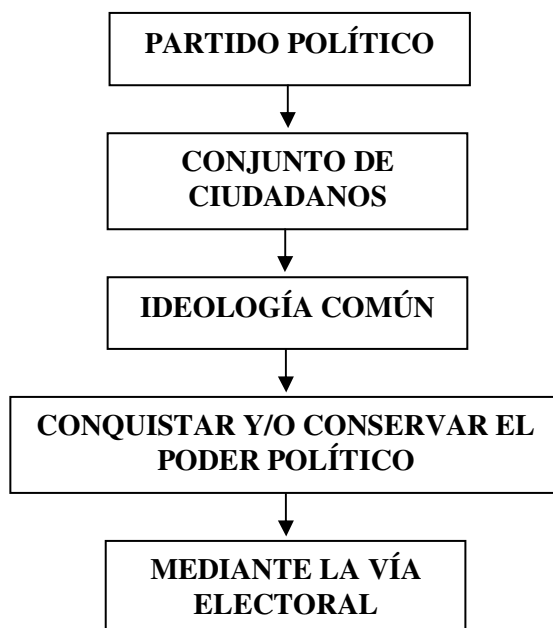 PARTIDO POLÍTICO
CONJUNTO DE
CIUDADANOS
IDEOLOGÍA COMÚN
CONQUISTAR Y/O CONSERVAR EL
PODER POLÍTICO
MEDIANTE LA VÍA
ELECTORAL